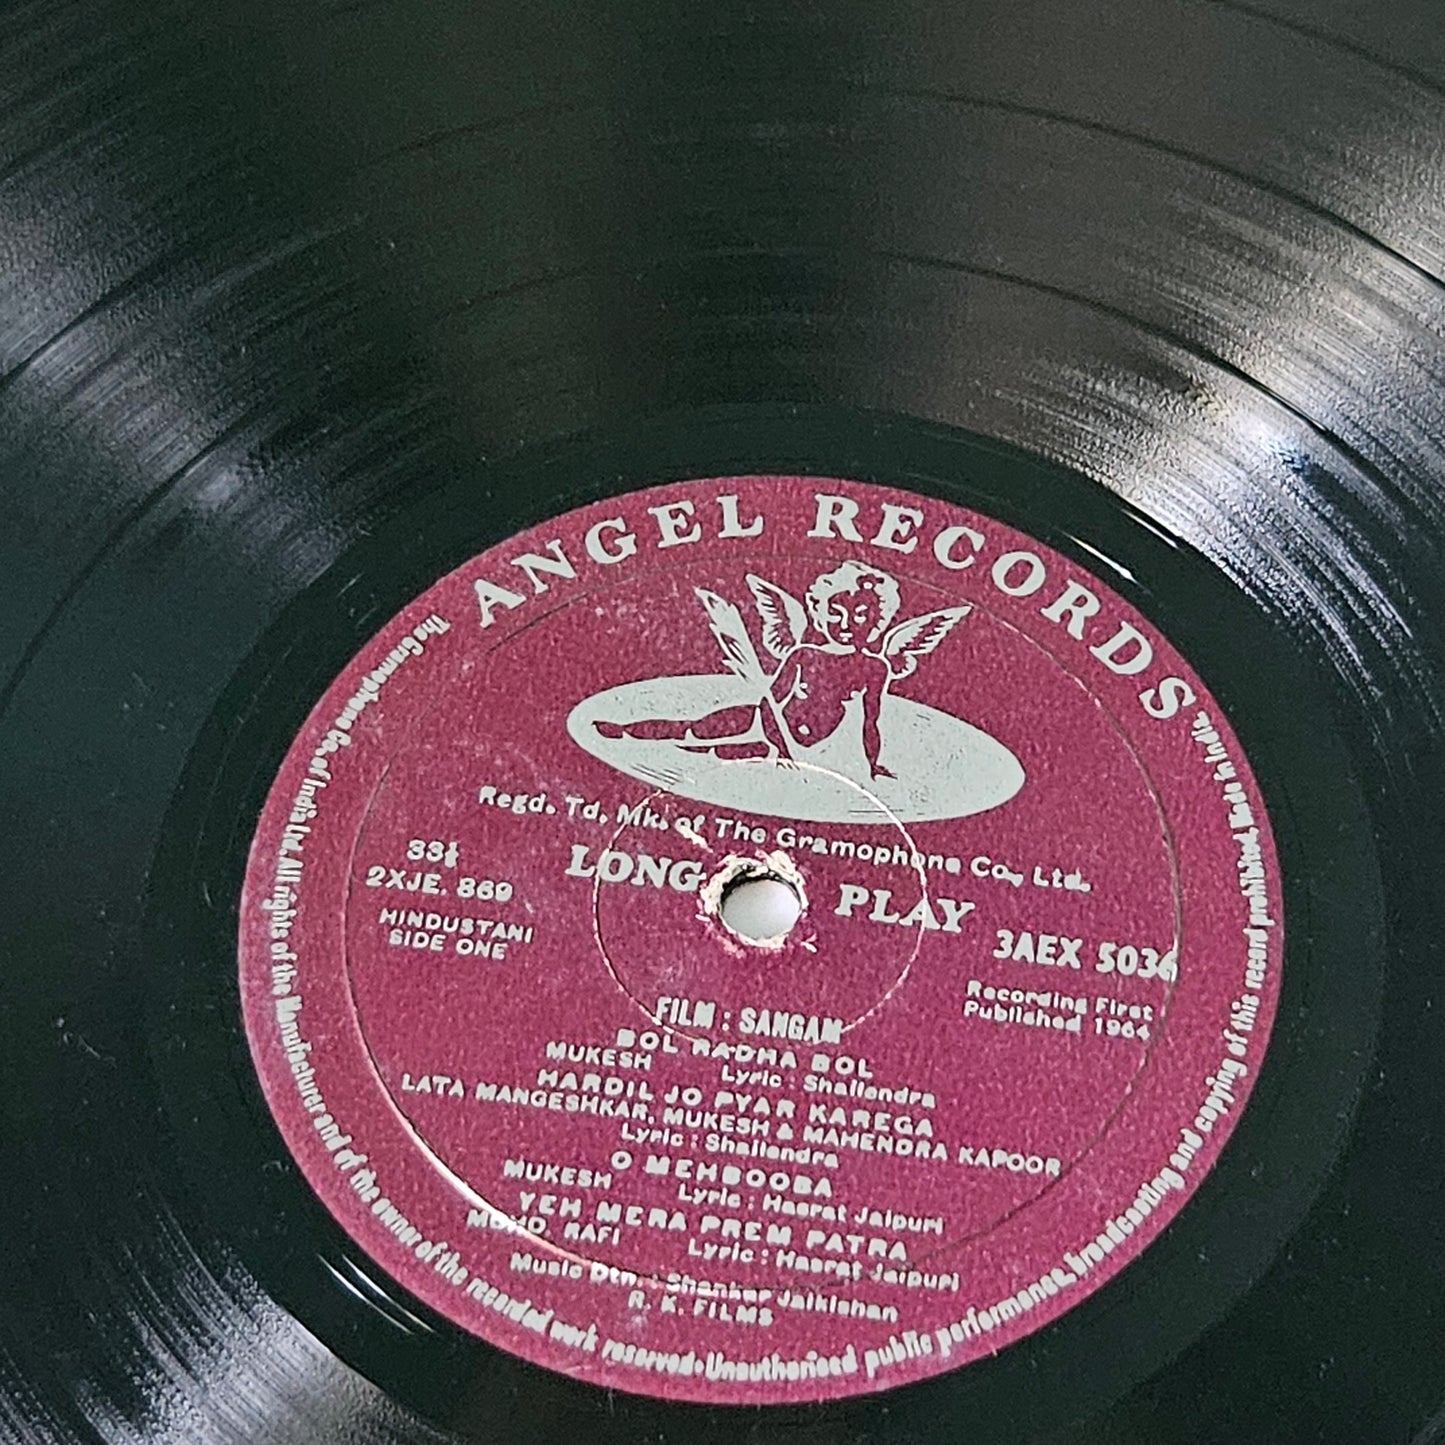 ANGEL RECORDS
The Gramophone Co. of India Ltd. All rights of the Manufacturer and of the owner of the recorded work reserved • Unauthorised public performance, broadcasting and copying of this record prohibited. Made in India.
Regd. Td. Mk. of The Gramophone Co., Ltd.
LONG PLAY
33⅓
2XJE. 869
HINDUSTANI
SIDE ONE
3AEX 5036
Recording First
Published 1964
FILM : SANGAM
BOL RADHA BOL
MUKESH Lyric : Shailendra
HARDIL JO PYAR KAREGA
LATA MANGESHKAR, MUKESH & MAHENDRA KAPOOR
Lyric : Shailendra
O MEHBOOBA
MUKESH Lyric : Hasrat Jaipuri
YEH MERA PREM PATRA
MOHD. RAFI Lyric : Hasrat Jaipuri
Music Dtn. : Shanker Jaikishan
R. K. FILMS